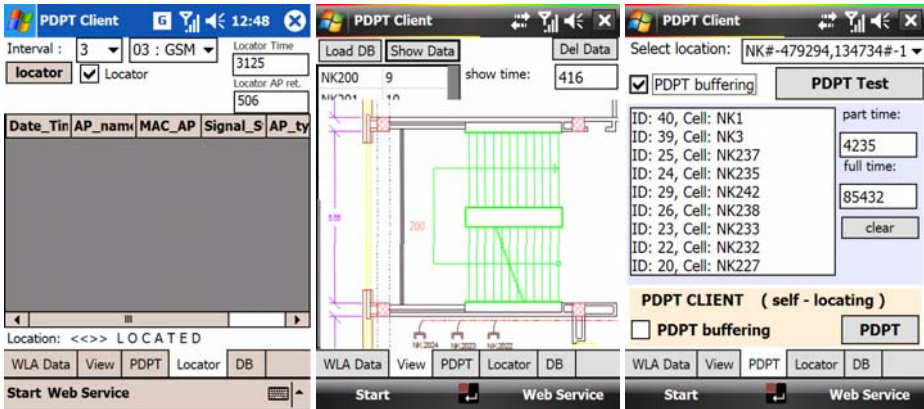 PDPT Client G 12:48
Interval : 3 03 : GSM Locator Time
3125
locator Locator
Locator AP ret.
506
Date_Tin AP_name MAC_AP Signal_S AP_ty
Location: <<>> L O C A T E D
WLA Data View PDPT Locator DB
Start Web Service
PDPT Client
Load DB Show Data Del Data
NK200 9 show time: 416
NK201 10
200
NK2024 NK2023 NK2022
WLA Data View PDPT Locator DB
Start Web Service
PDPT Client
Select location: NK#-479294,134734#-1
PDPT buffering PDPT Test
ID: 40, Cell: NK1
ID: 39, Cell: NK3
ID: 25, Cell: NK237
ID: 24, Cell: NK235
ID: 29, Cell: NK242
ID: 26, Cell: NK238
ID: 23, Cell: NK233
ID: 22, Cell: NK232
ID: 20, Cell: NK227
part time:
4235
full time:
85432
clear
PDPT CLIENT ( self - locating )
PDPT buffering PDPT
WLA Data View PDPT Locator DB
Start Web Service